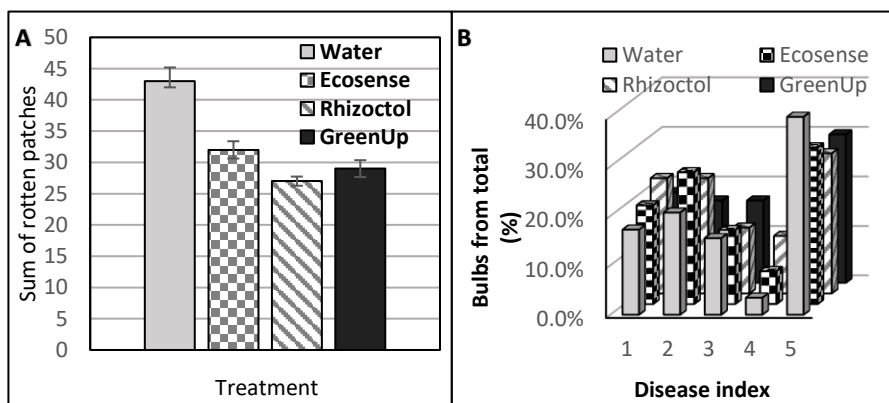 A
Sum of rotten patches
50
45
40
35
30
25
20
15
10
5
0
Water
Ecosense
Rhizoctol
GreenUp
Treatment
B
Water
Ecosense
Rhizoctol
GreenUp
Bulbs from total
(%)
40.0%
30.0%
20.0%
10.0%
0.0%
1 2 3 4 5
Disease index